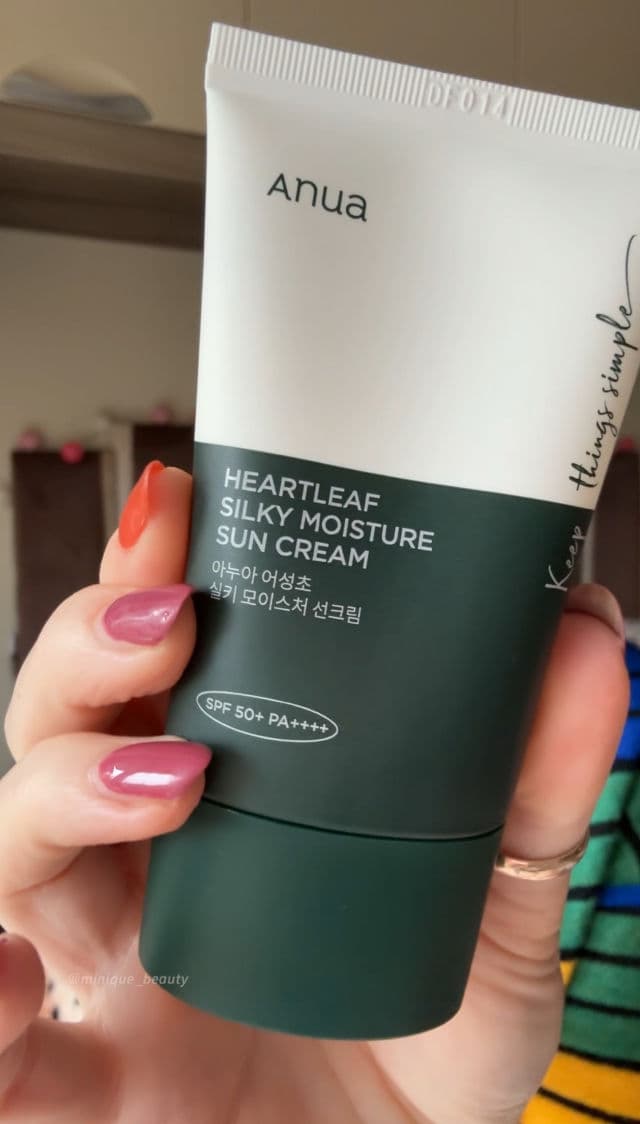 DF014
Anua
Keep things simple
HEARTLEAF
SILKY MOISTURE
SUN CREAM
아누아 어성초
실키 모이스처 선크림
SPF 50+ PA++++
@minique_beauty